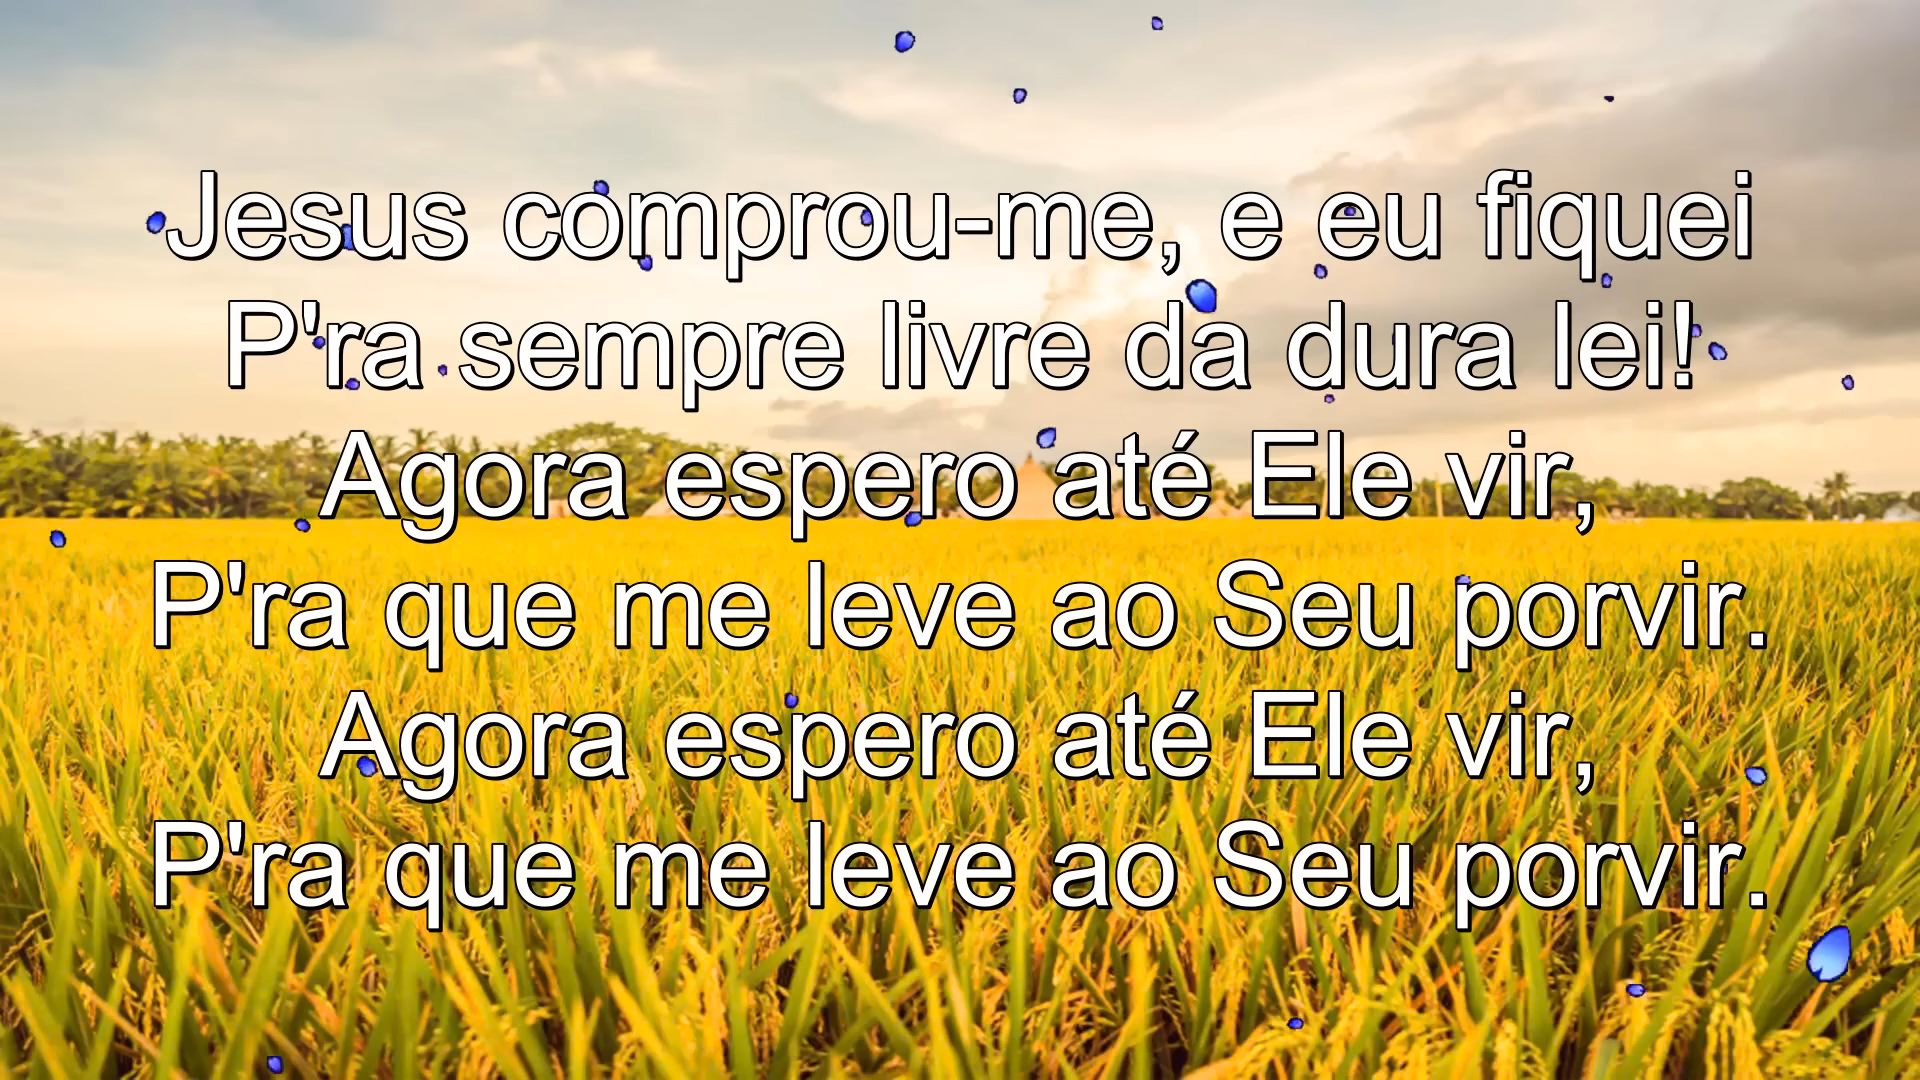 Jesus comprou-me, e eu fiquei
P'ra sempre livre da dura lei!
Agora espero até Ele vir,
P'ra que me leve ao Seu porvir.
Agora espero até Ele vir,
P'ra que me leve ao Seu porvir.